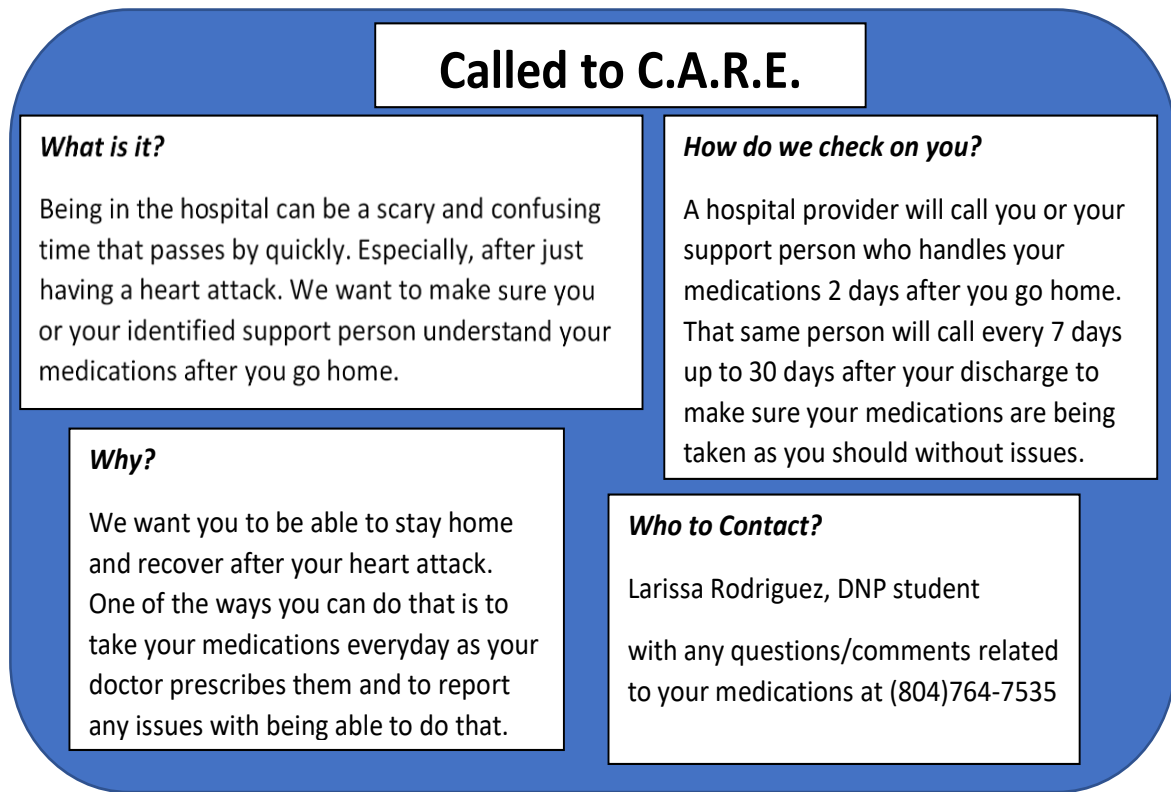 Called to C.A.R.E.
What is it?
Being in the hospital can be a scary and confusing
time that passes by quickly. Especially, after just
having a heart attack. We want to make sure you
or your identified support person understand your
medications after you go home.
How do we check on you?
A hospital provider will call you or your
support person who handles your
medications 2 days after you go home.
That same person will call every 7 days
up to 30 days after your discharge to
make sure your medications are being
taken as you should without issues.
Why?
We want you to be able to stay home
and recover after your heart attack.
One of the ways you can do that is to
take your medications everyday as your
doctor prescribes them and to report
any issues with being able to do that.
Who to Contact?
Larissa Rodriguez, DNP student
with any questions/comments related
to your medications at (804)764-7535